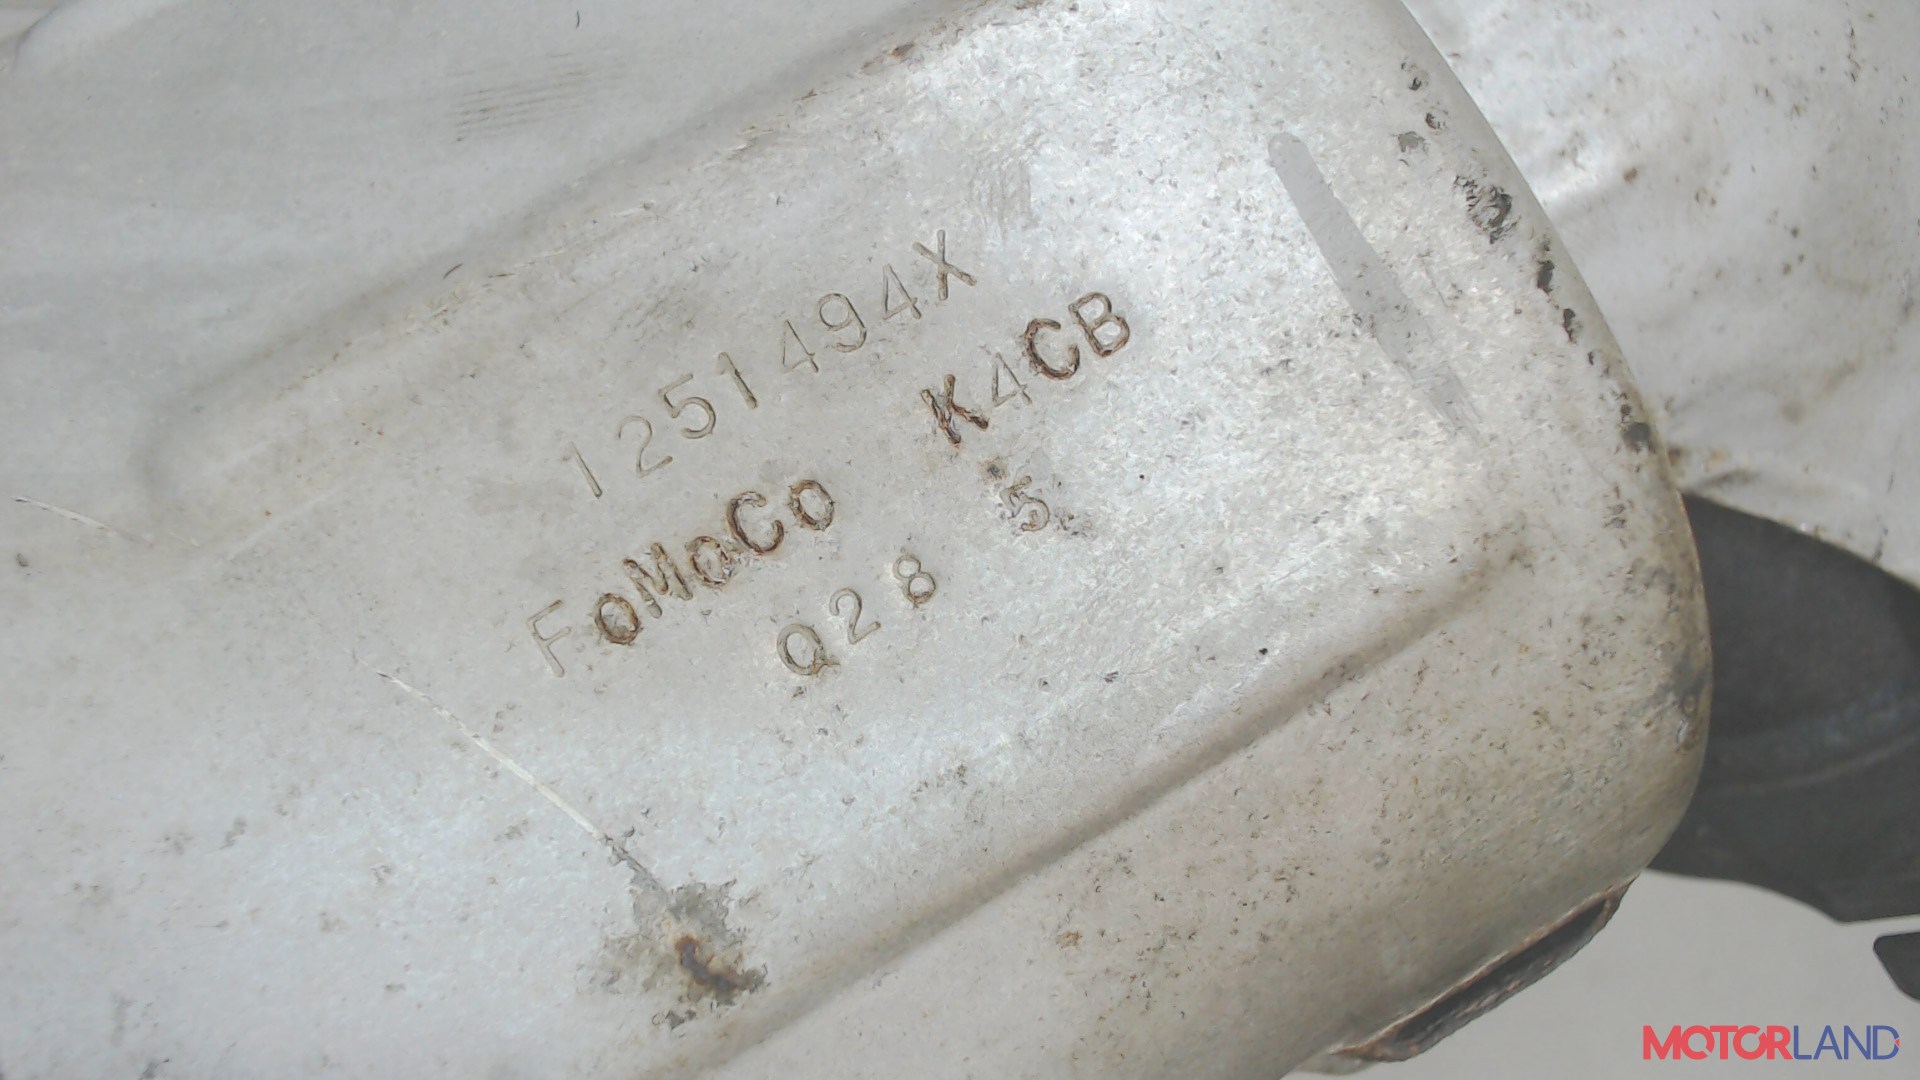 1251494X
FoMoCo K4CB
Q28 5
MOTORLAND